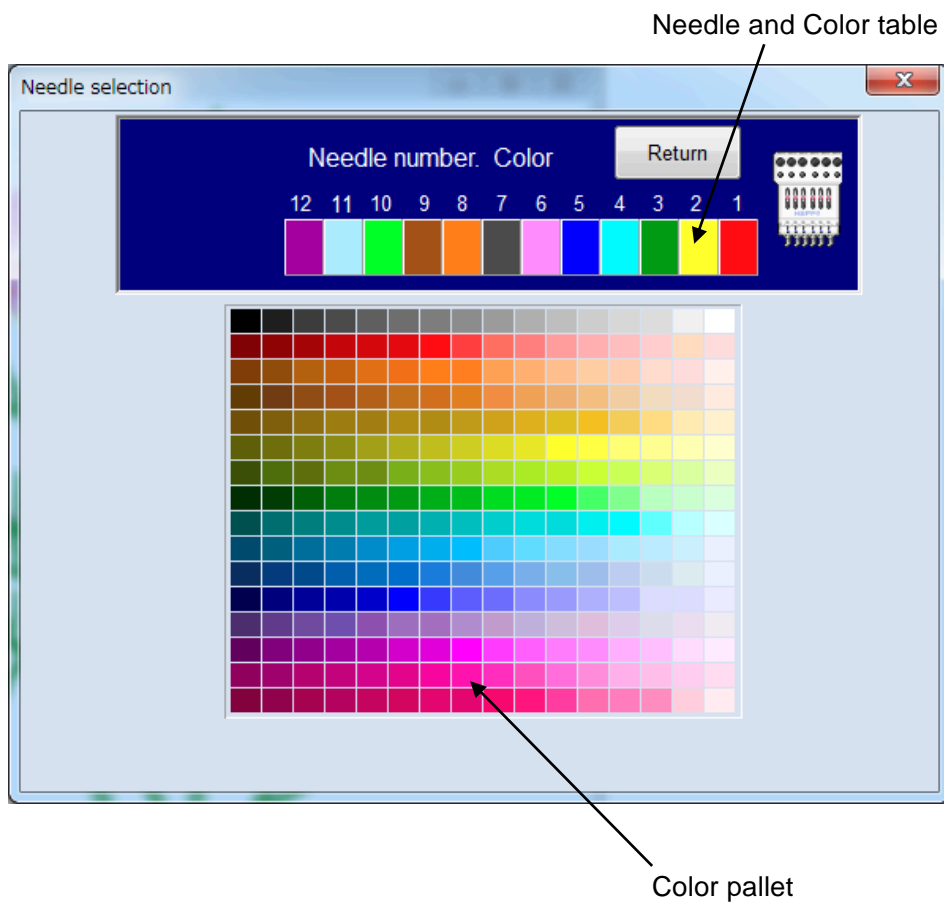 Needle and Color table
Needle selection
Needle number. Color
Return
12 11 10 9 8 7 6 5 4 3 2 1
Color pallet